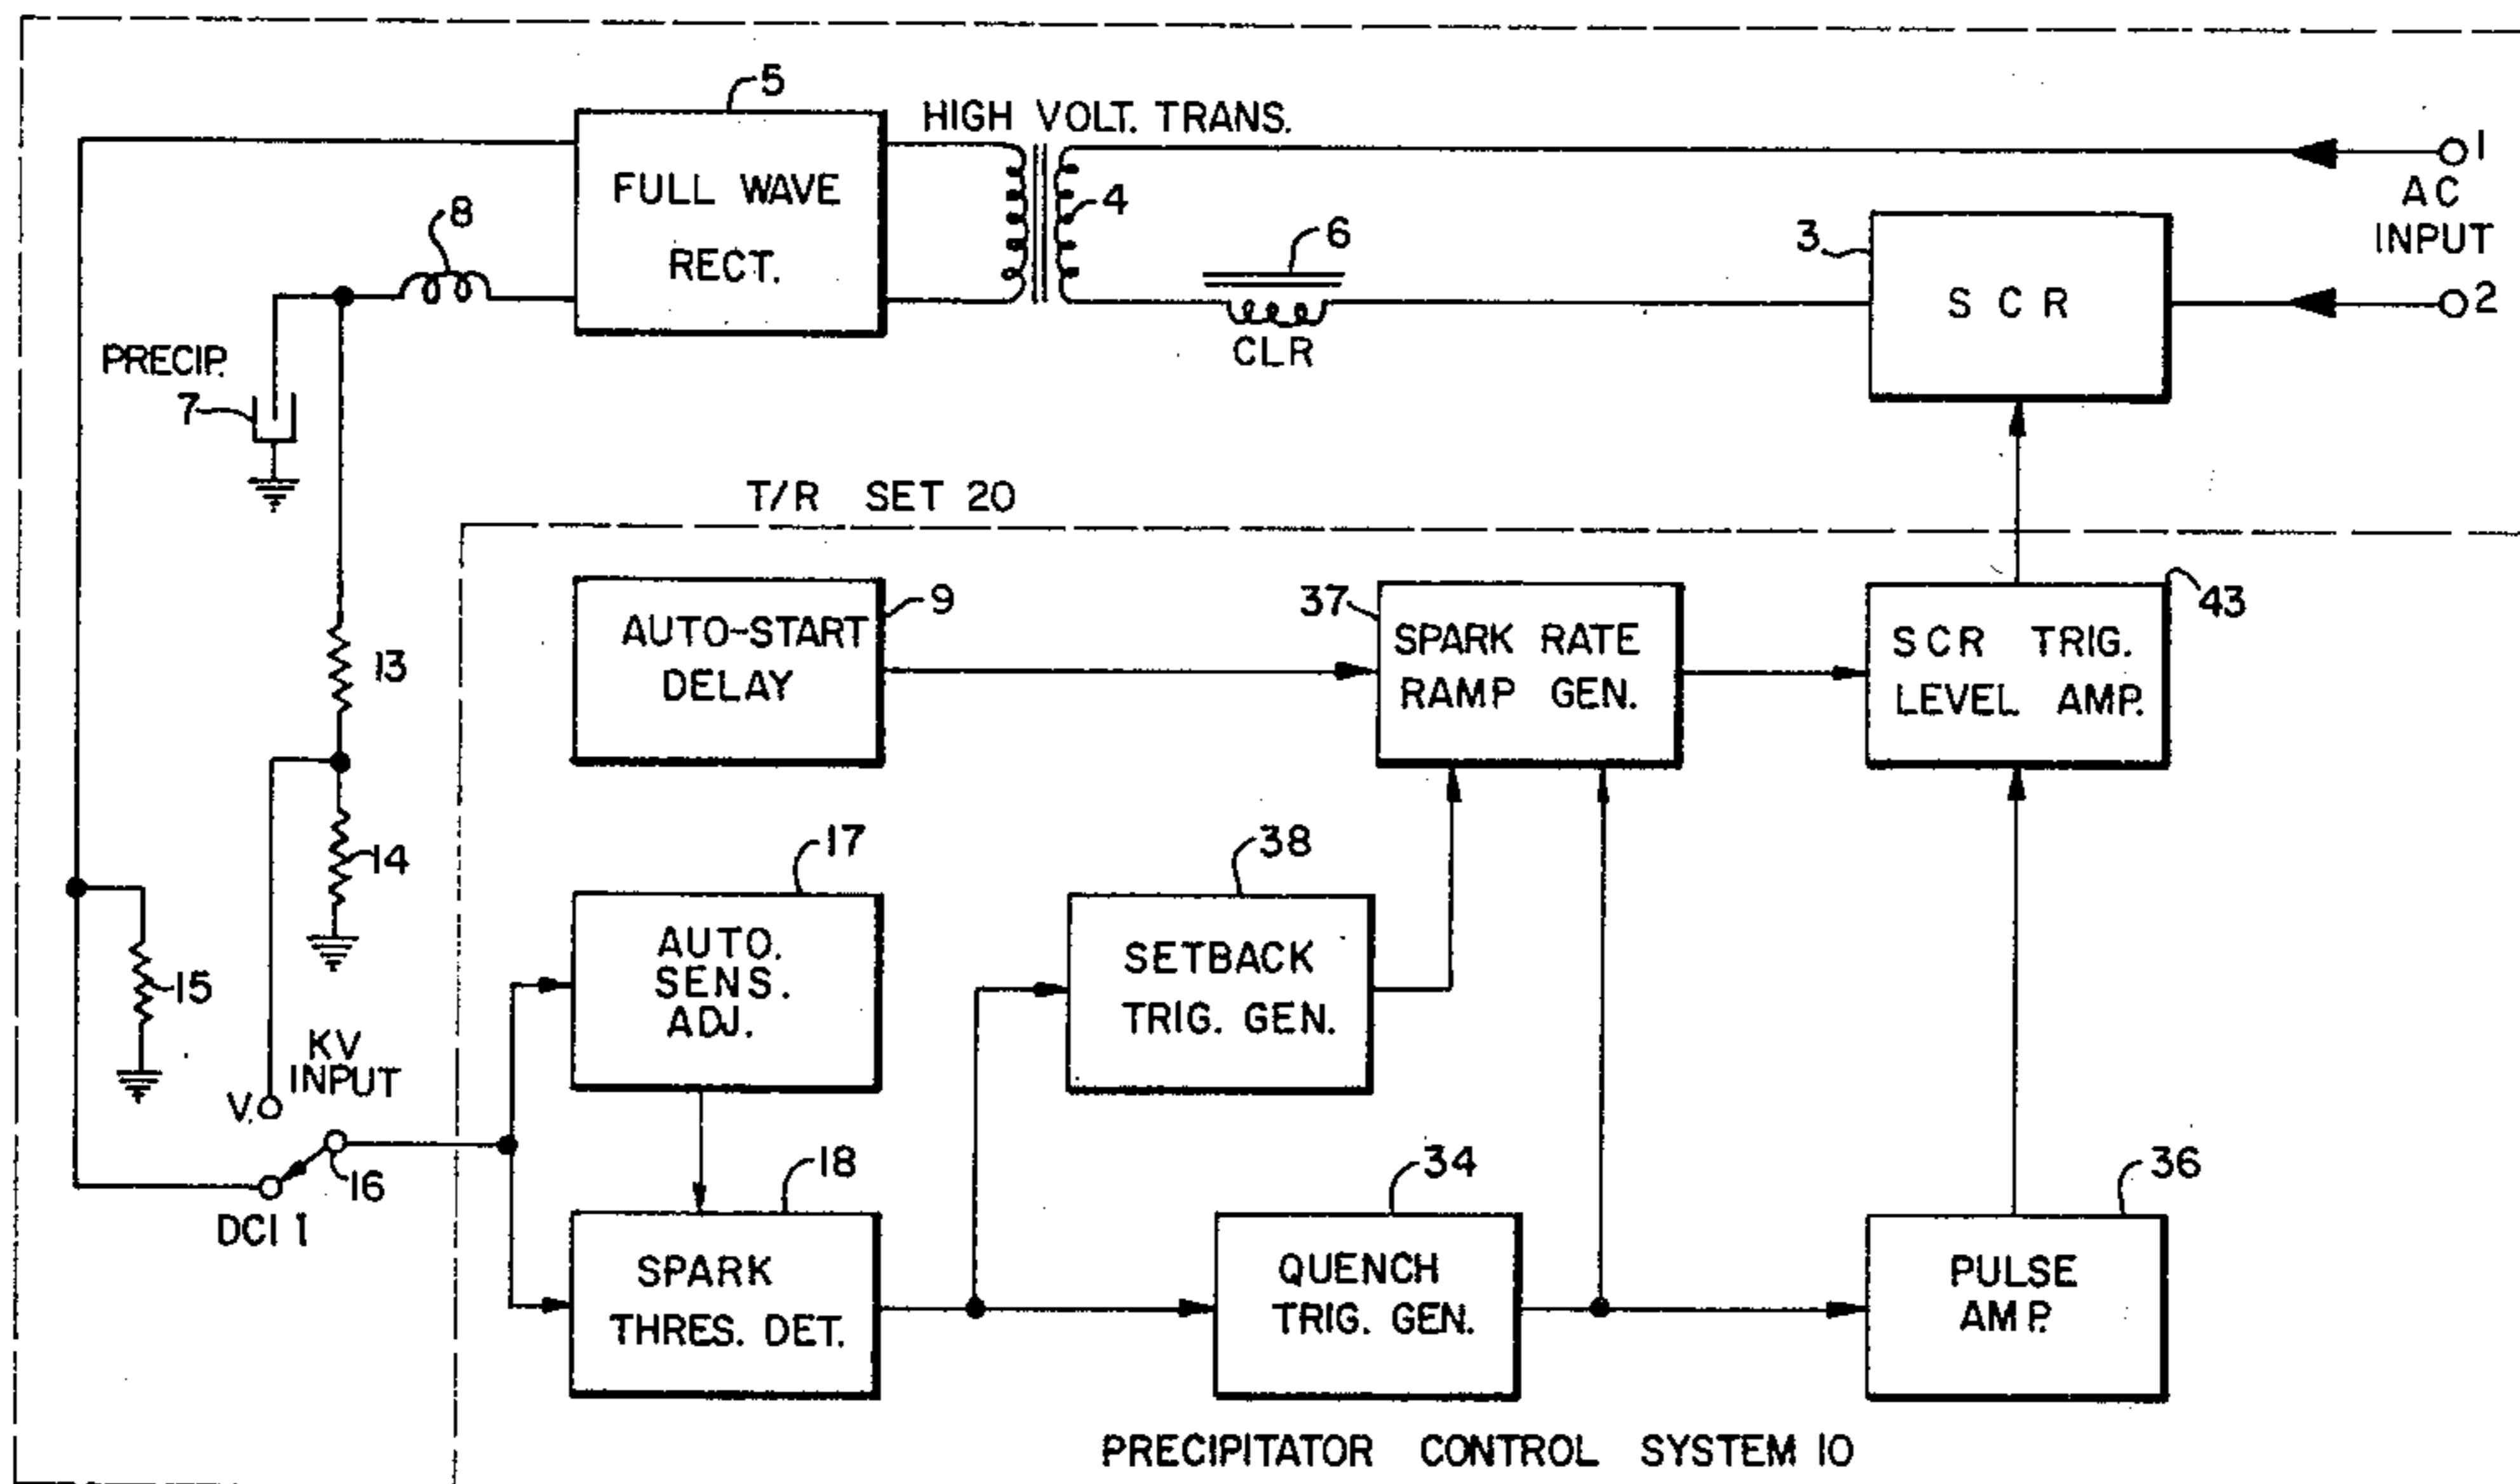 5
HIGH VOLT. TRANS.
1
AC
INPUT
2
FULL WAVE
RECT.
8
4
6
CLR
3
SCR
PRECIP.
7
T/R SET 20
13
14
15
AUTO-START
DELAY
9
37
SPARK RATE
RAMP GEN.
SCR TRIG.
LEVEL AMP.
43
17
AUTO.
SENS.
ADJ.
38
SETBACK
TRIG. GEN.
KV
INPUT
V.
16
18
SPARK
THRES. DET.
34
QUENCH
TRIG. GEN.
36
PULSE
AMP.
PRECIPITATOR CONTROL SYSTEM 10